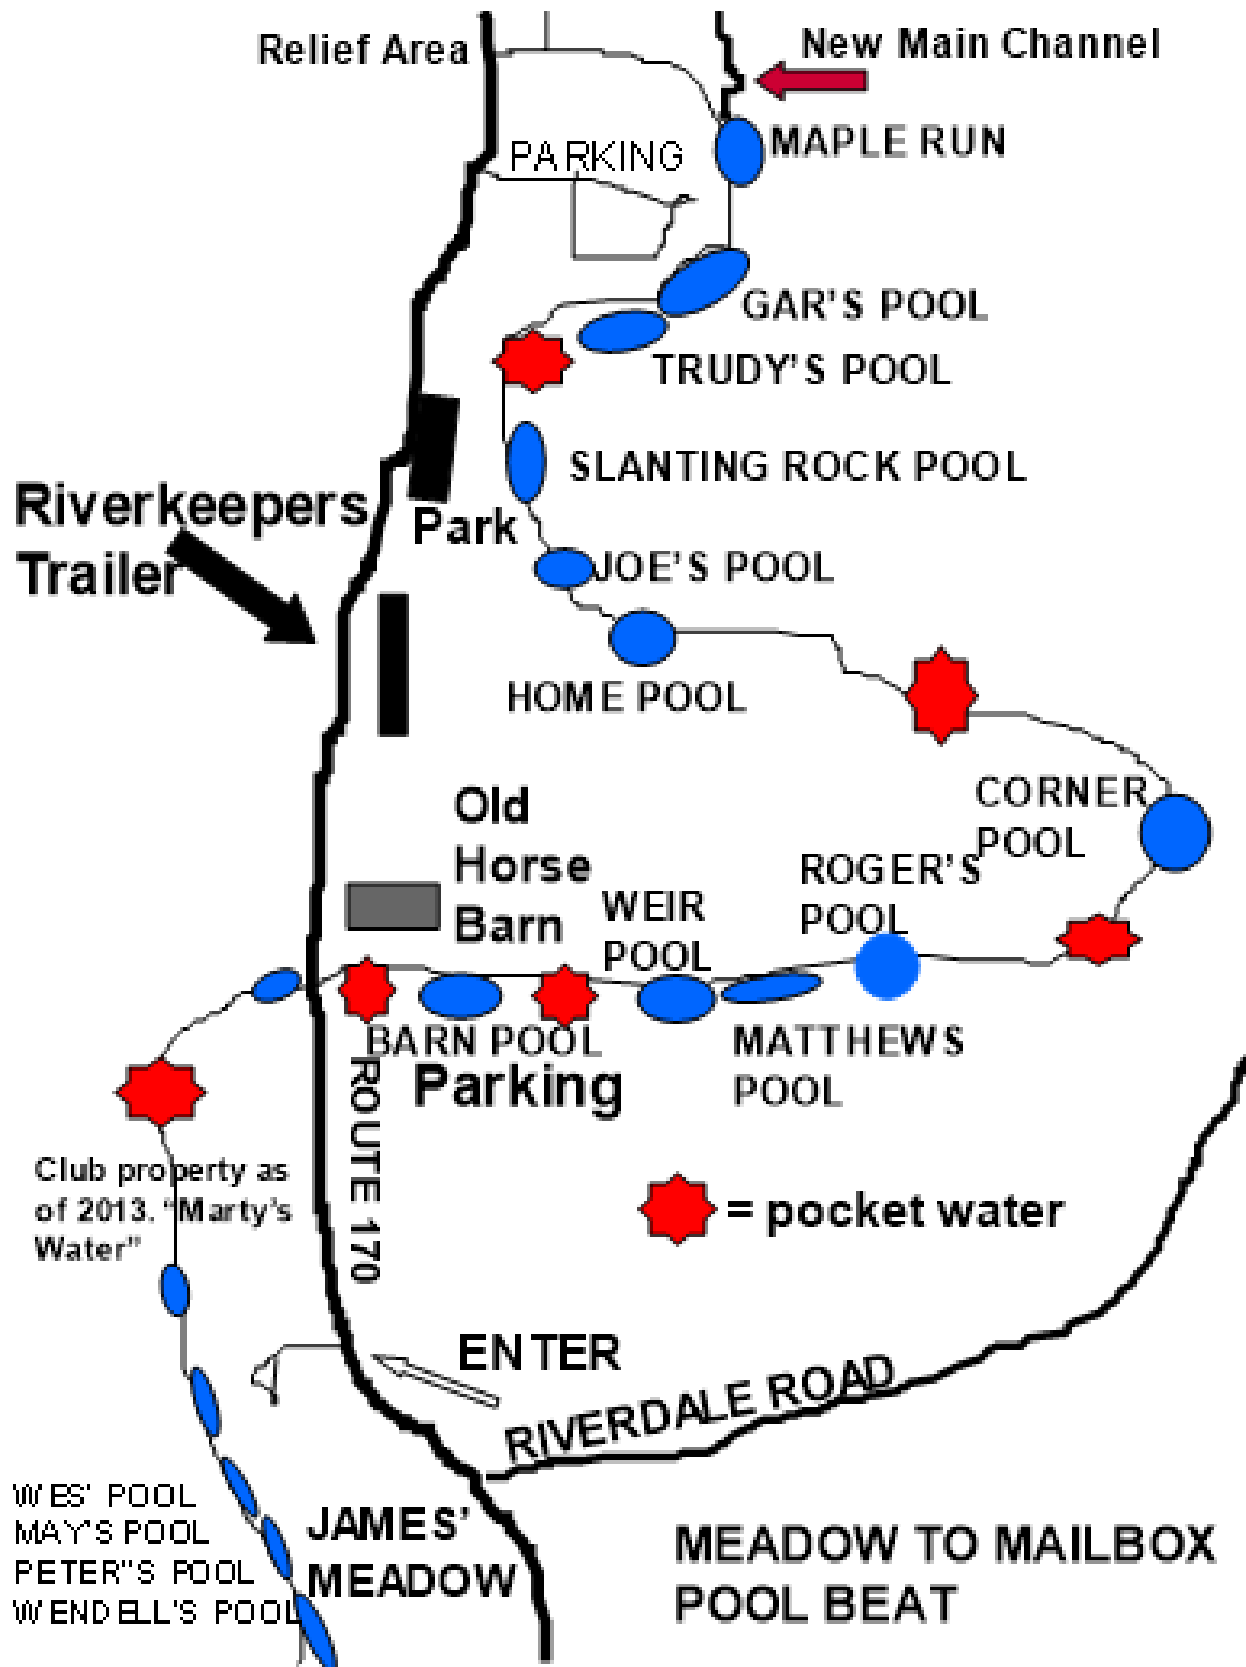 Relief Area
New Main Channel
MAPLE RUN
PARKING
GAR'S POOL
TRUDY'S POOL
SLANTING ROCK POOL
Riverkeepers
Trailer
Park
JOE'S POOL
HOME POOL
CORNER
POOL
Old
Horse
Barn
ROGER'S
POOL
WEIR
POOL
BARN POOL
MATTHEWS
POOL
Parking
ROUTE 170
Club property as
of 2013. "Marty's
Water"
= pocket water
ENTER
RIVERDALE ROAD
WES' POOL
MAY'S POOL
PETER"S POOL
WENDELL'S POOL
JAMES'
MEADOW
MEADOW TO MAILBOX
POOL BEAT